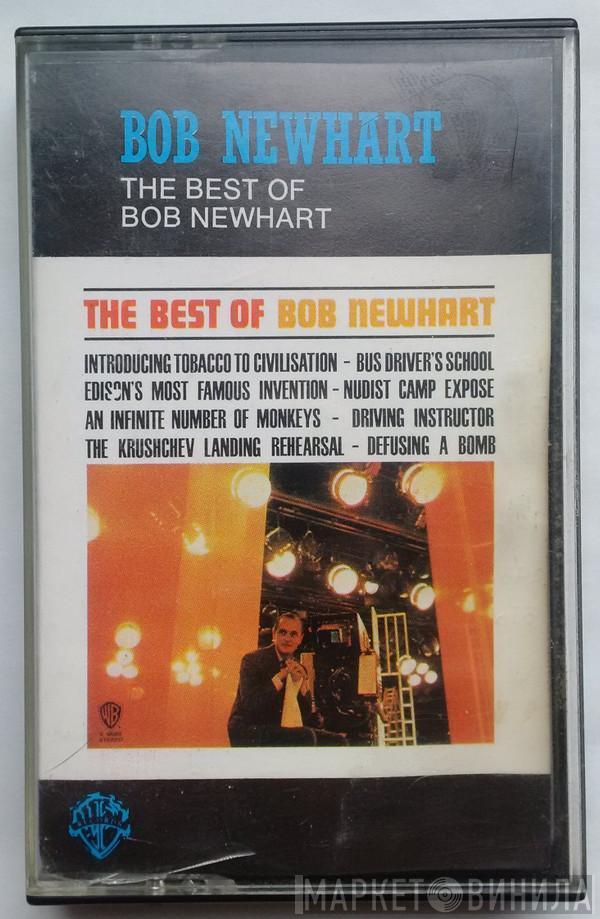 BOB NEWHART
THE BEST OF
BOB NEWHART
THE BEST OF BOB NEWHART
INTRODUCING TOBACCO TO CIVILISATION - BUS DRIVER'S SCHOOL
EDISON'S MOST FAMOUS INVENTION - NUDIST CAMP EXPOSE
AN INFINITE NUMBER OF MONKEYS - DRIVING INSTRUCTOR
THE KRUSHCHEV LANDING REHEARSAL - DEFUSING A BOMB
WB
STEREO
RECORDS
МАРКЕТ ВИНИЛА